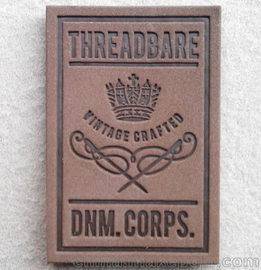 THREADBARE
VINTAGE CRAFTED
DNM. CORPS.